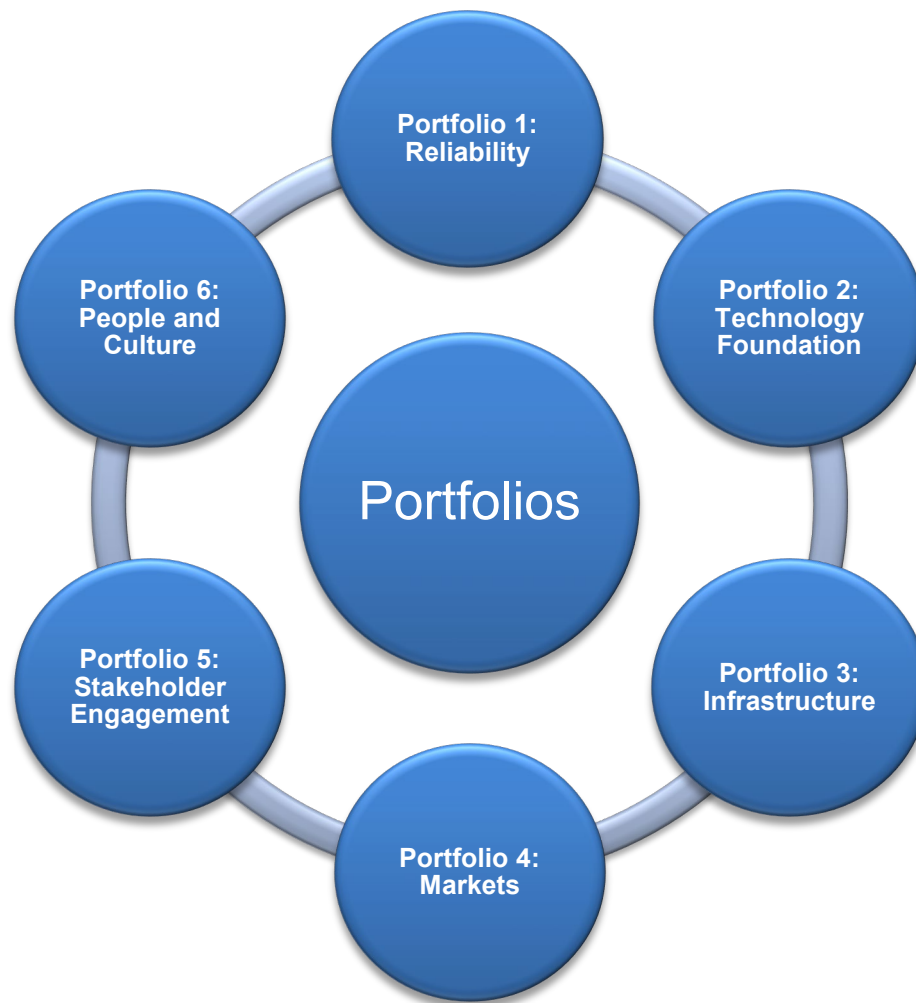 Portfolio 1:
Reliability
Portfolio 2:
Technology
Foundation
Portfolio 3:
Infrastructure
Portfolio 4:
Markets
Portfolio 5:
Stakeholder
Engagement
Portfolio 6:
People and
Culture
Portfolios